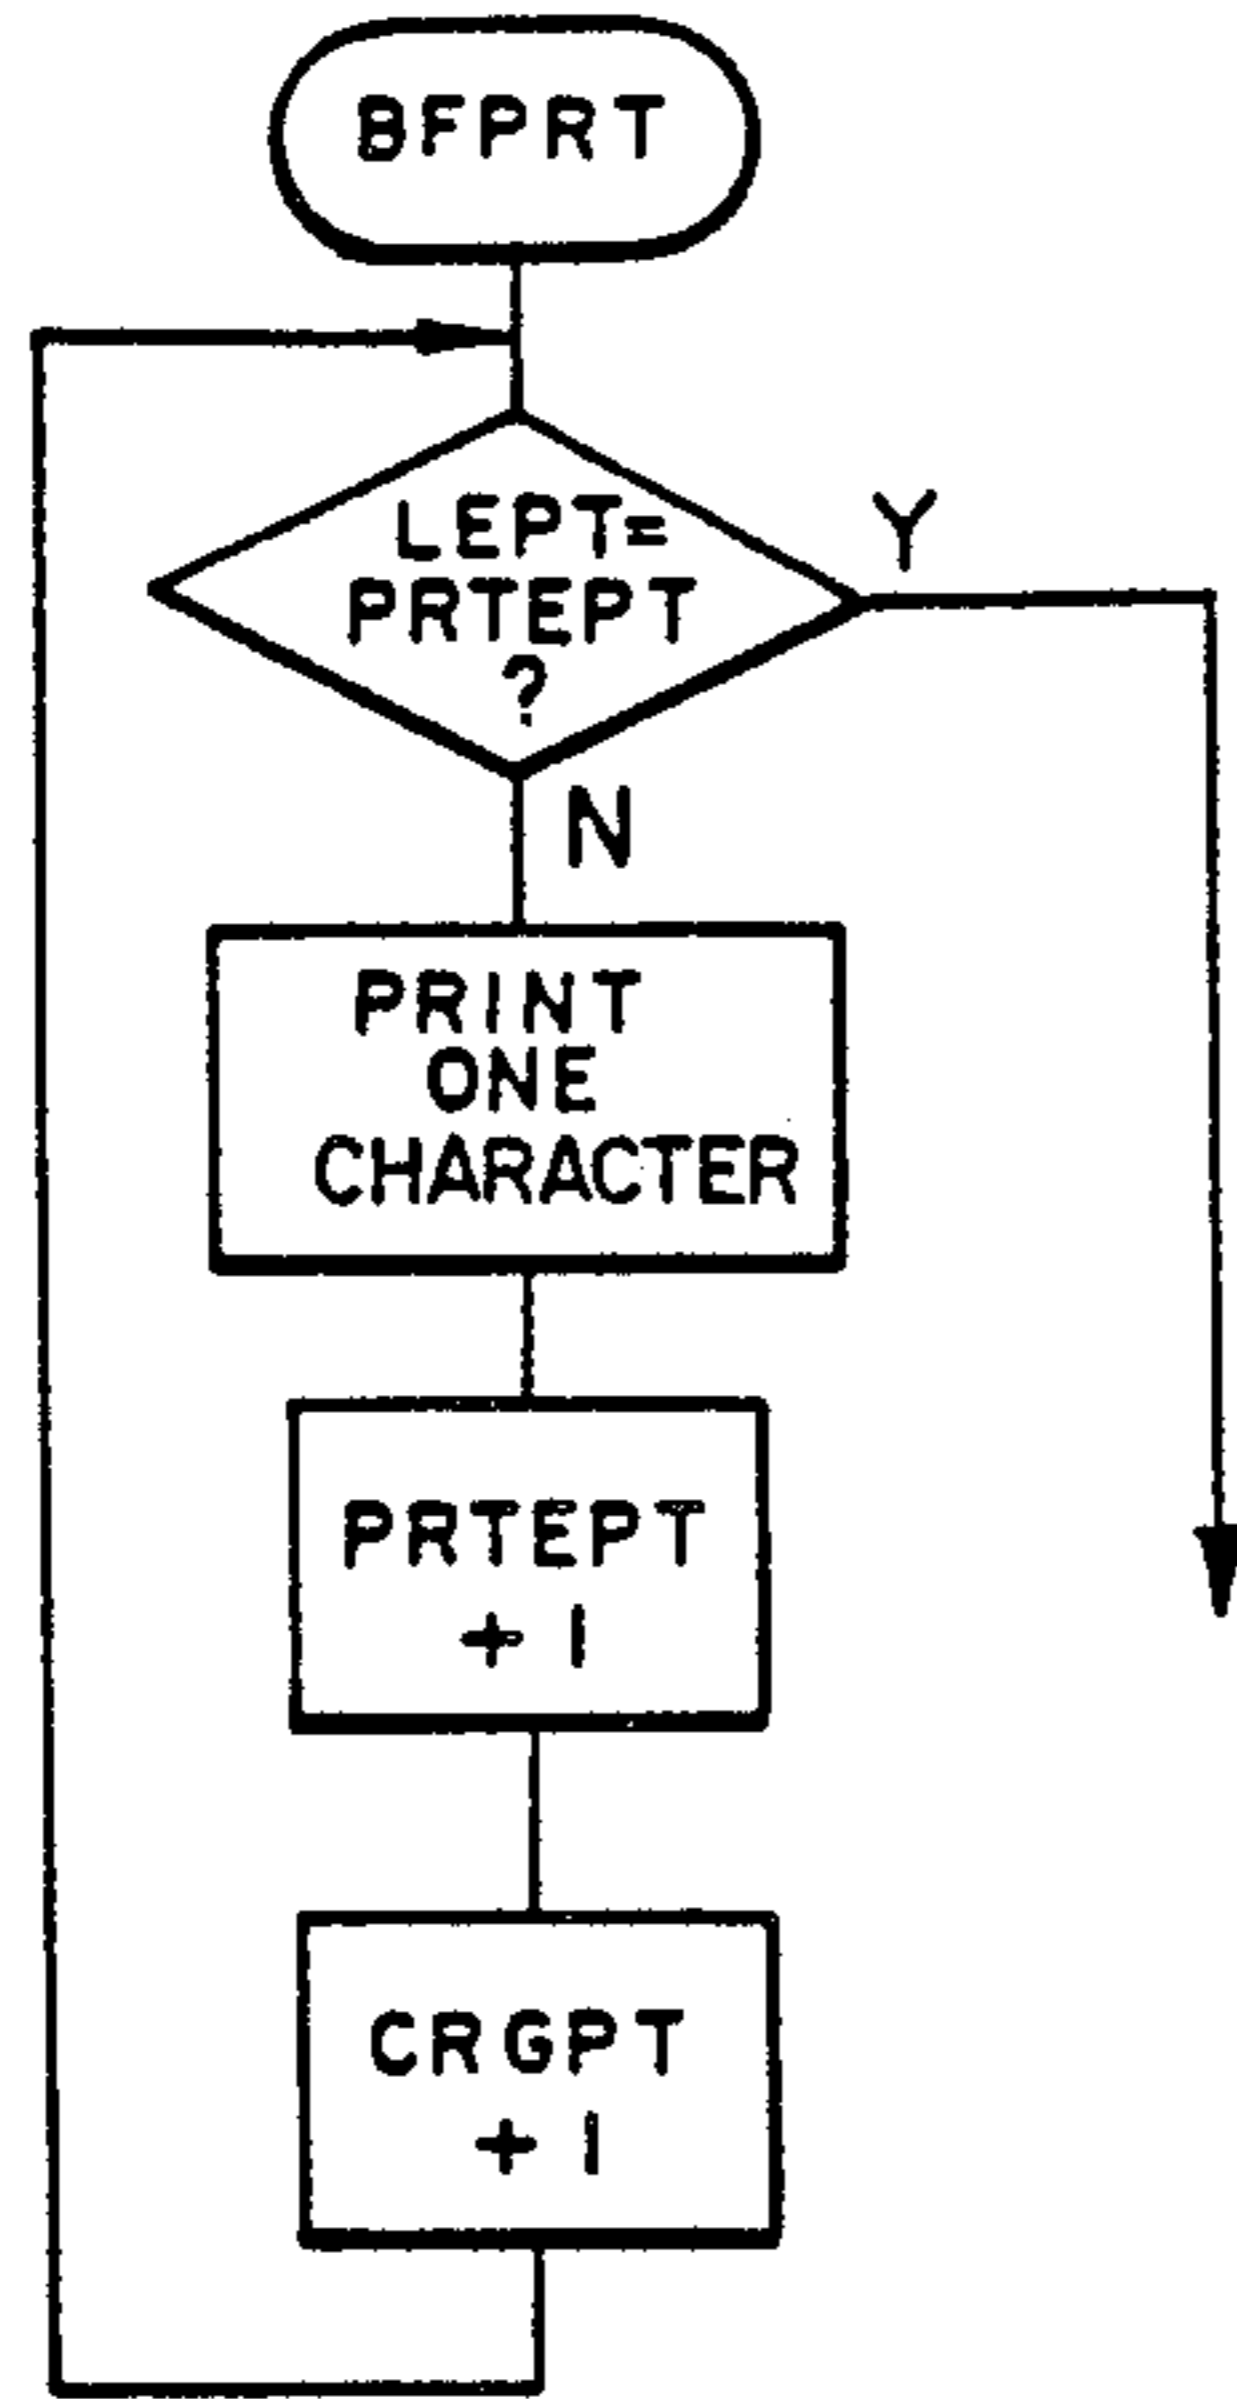 BFPRT
LEPT=
PRTEPT
?
Y
N
PRINT
ONE
CHARACTER
PRTEPT
+ 1
CRGPT
+ 1